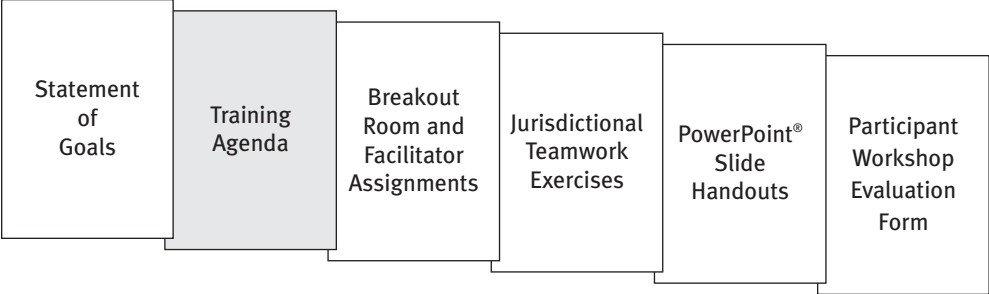 Statement
of
Goals
Training
Agenda
Breakout
Room and
Facilitator
Assignments
Jurisdictional
Teamwork
Exercises
PowerPoint®
Slide
Handouts
Participant
Workshop
Evaluation
Form